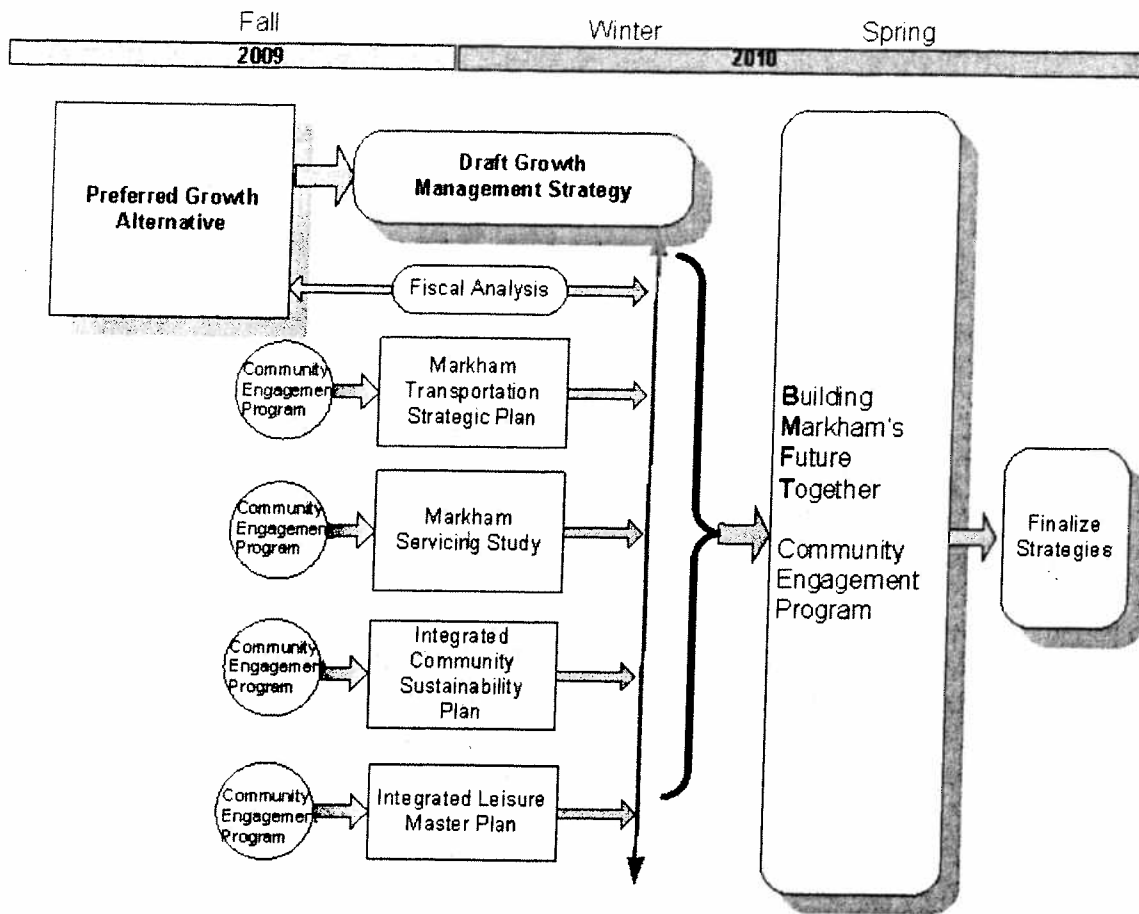 Fall
Winter
Spring
2009
2010
Preferred Growth
Alternative
Draft Growth
Management Strategy
Fiscal Analysis
Community
Engagement
Program
Markham
Transportation
Strategic Plan
Community
Engagement
Program
Markham
Servicing Study
Community
Engagement
Program
Integrated
Community
Sustainability
Plan
Community
Engagement
Program
Integrated Leisure
Master Plan
Building
Markham's
Future
Together
Community
Engagement
Program
Finalize
Strategies